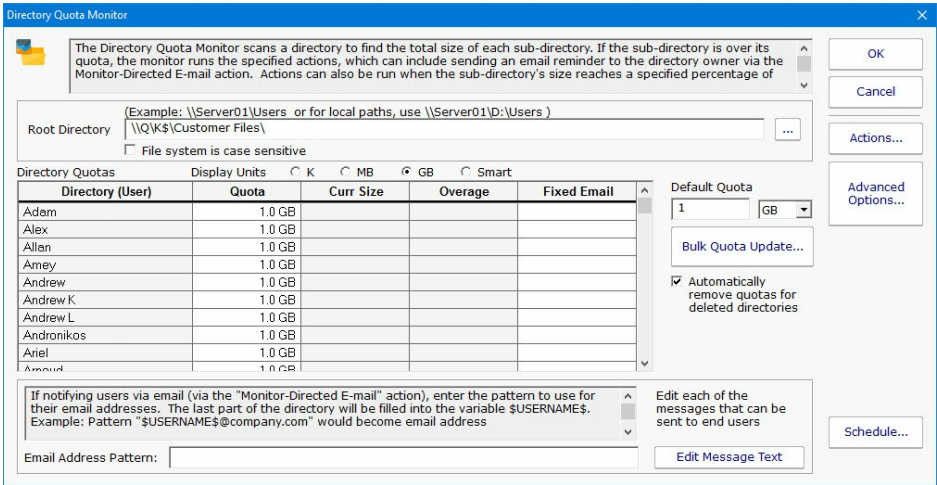 Directory Quota Monitor
The Directory Quota Monitor scans a directory to find the total size of each sub-directory. If the sub-directory is over its
quota, the monitor runs the specified actions, which can include sending an email reminder to the directory owner via the
Monitor-Directed E-mail action.  Actions can also be run when the sub-directory's size reaches a specified percentage of
OK
Cancel
Actions...
Advanced
Options...
(Example: \\Server01\Users  or for local paths, use \\Server01\D:\Users )
Root Directory
\\Q\K$\Customer Files\
...
File system is case sensitive
Directory Quotas
Display Units
K
MB
GB
Smart
Directory (User)
Quota
Curr Size
Overage
Fixed Email
Adam
1.0 GB
Alex
1.0 GB
Allan
1.0 GB
Amey
1.0 GB
Andrew
1.0 GB
Andrew K
1.0 GB
Andrew L
1.0 GB
Andronikos
1.0 GB
Ariel
1.0 GB
Arnoud
1.0 GB
Default Quota
1
GB
Bulk Quota Update...
Automatically
remove quotas for
deleted directories
If notifying users via email (via the "Monitor-Directed E-mail" action), enter the pattern to use for
their email addresses.  The last part of the directory will be filled into the variable $USERNAME$.
Example: Pattern "$USERNAME$@company.com" would become email address
Edit each of the
messages that can be
sent to end users
Email Address Pattern:
Edit Message Text
Schedule...